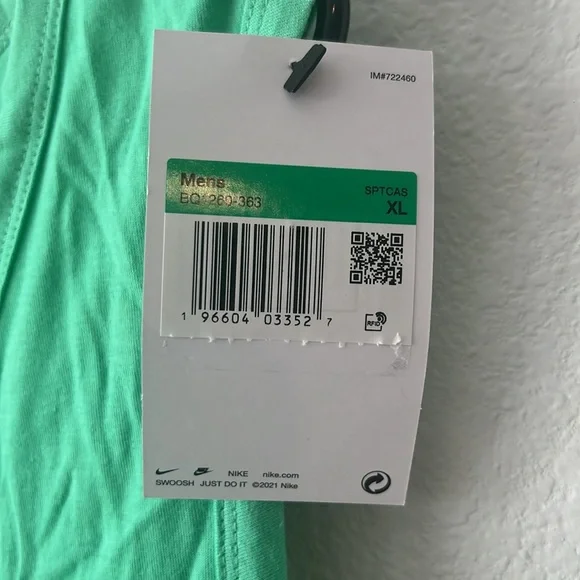 IM#722460
Mens
SPTCAS
XL
1 96604 03352 7
RFID
NIKE nike.com
SWOOSH JUST DO IT ©2021 Nike